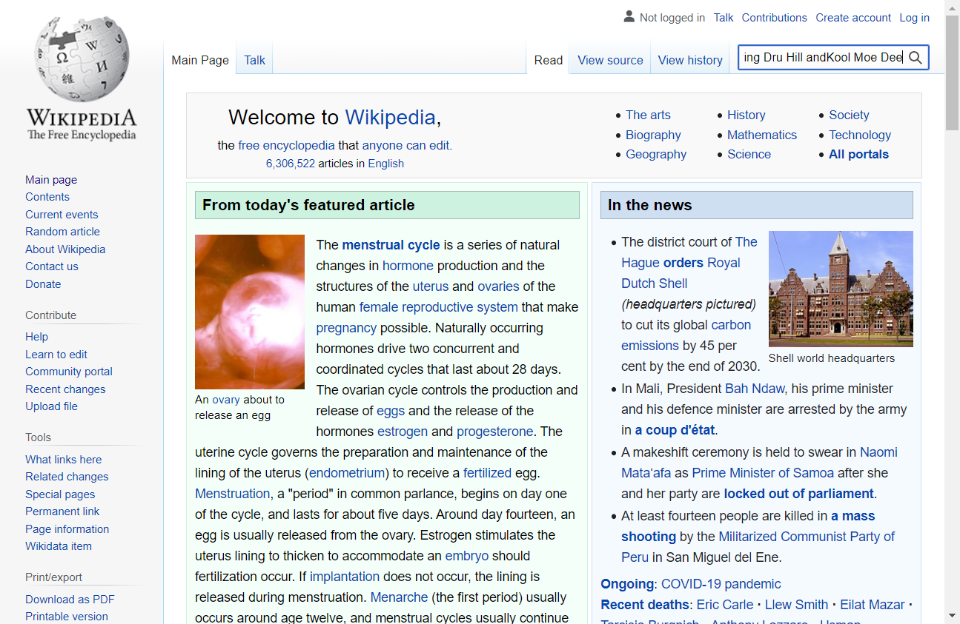 Not logged in Talk Contributions Create account Log in
Main Page Talk Read View source View history ing Dru Hill andKool Moe Dee
WIKIPEDIA
The Free Encyclopedia
Main page
Contents
Current events
Random article
About Wikipedia
Contact us
Donate
Contribute
Help
Learn to edit
Community portal
Recent changes
Upload file
Tools
What links here
Related changes
Special pages
Permanent link
Page information
Wikidata item
Print/export
Download as PDF
Printable version
Welcome to Wikipedia,
the free encyclopedia that anyone can edit.
6,306,522 articles in English
The arts
Biography
Geography
History
Mathematics
Science
Society
Technology
All portals
From today's featured article
An ovary about to
release an egg
The menstrual cycle is a series of natural
changes in hormone production and the
structures of the uterus and ovaries of the
human female reproductive system that make
pregnancy possible. Naturally occurring
hormones drive two concurrent and
coordinated cycles that last about 28 days.
The ovarian cycle controls the production and
release of eggs and the release of the
hormones estrogen and progesterone. The
uterine cycle governs the preparation and maintenance of the
lining of the uterus (endometrium) to receive a fertilized egg.
Menstruation, a "period" in common parlance, begins on day one
of the cycle, and lasts for about five days. Around day fourteen, an
egg is usually released from the ovary. Estrogen stimulates the
uterus lining to thicken to accommodate an embryo should
fertilization occur. If implantation does not occur, the lining is
released during menstruation. Menarche (the first period) usually
occurs around age twelve, and menstrual cycles usually continue
In the news
The district court of The
Hague orders Royal
Dutch Shell
(headquarters pictured)
to cut its global carbon
emissions by 45 per
cent by the end of 2030.
Shell world headquarters
In Mali, President Bah Ndaw, his prime minister
and his defence minister are arrested by the army
in a coup d'état.
A makeshift ceremony is held to swear in Naomi
Mataʻafa as Prime Minister of Samoa after she
and her party are locked out of parliament.
At least fourteen people are killed in a mass
shooting by the Militarized Communist Party of
Peru in San Miguel del Ene.
Ongoing: COVID-19 pandemic
Recent deaths: Eric Carle · Llew Smith · Eilat Mazar ·